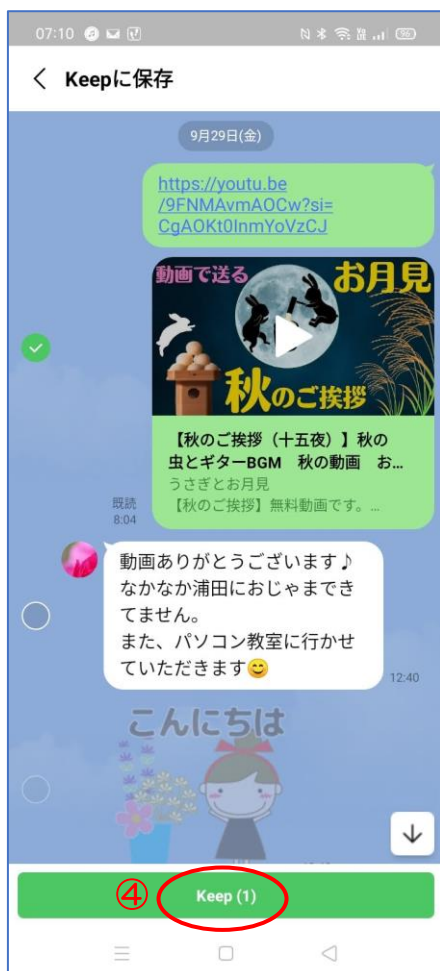 07:10
Keepに保存
9月29日(金)
https://youtu.be
/9FNMAvmAOCw?si=
CgAOKt0InmYoVzCJ
動画で送る
お月見
秋のご挨拶
【秋のご挨拶（十五夜）】秋の
虫とギターBGM 秋の動画 お...
うさぎとお月見
【秋のご挨拶】無料動画です。...
既読
8:04
動画ありがとうございます♪
なかなか浦田におじゃまでき
てません。
また、パソコン教室に行かせ
ていただきます😊
12:40
こんにちは
④ Keep (1)